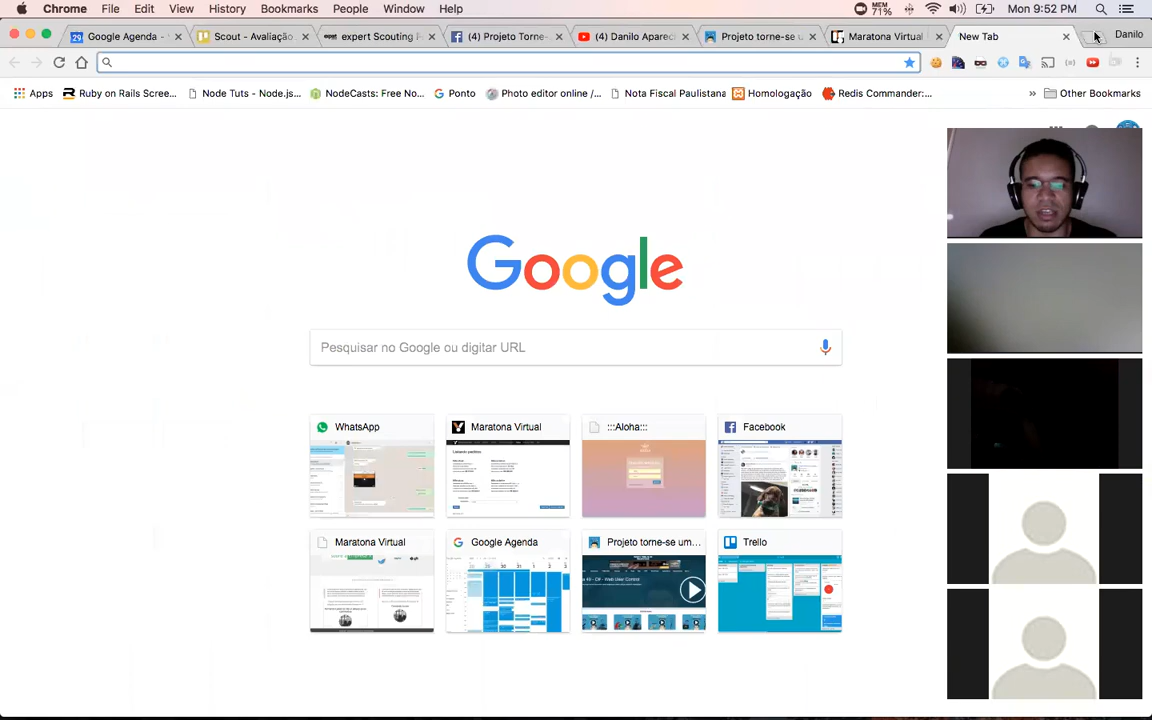 Chrome File Edit View History Bookmarks People Window Help MEM 71% Mon 9:52 PM
Google Agenda - Scout - Avaliação expert Scouting (4) Projeto Torne- (4) Danilo Apareci Projeto torne-se u Maratona Virtual New Tab Danilo
Apps Ruby on Rails Scree... Node Tuts - Node.js... NodeCasts: Free No... Ponto Photo editor online /... Nota Fiscal Paulistana Homologação Redis Commander:... » Other Bookmarks
Google
Pesquisar no Google ou digitar URL
WhatsApp Maratona Virtual :::Aloha::: Facebook
Maratona Virtual Google Agenda Projeto torne-se um... Trello